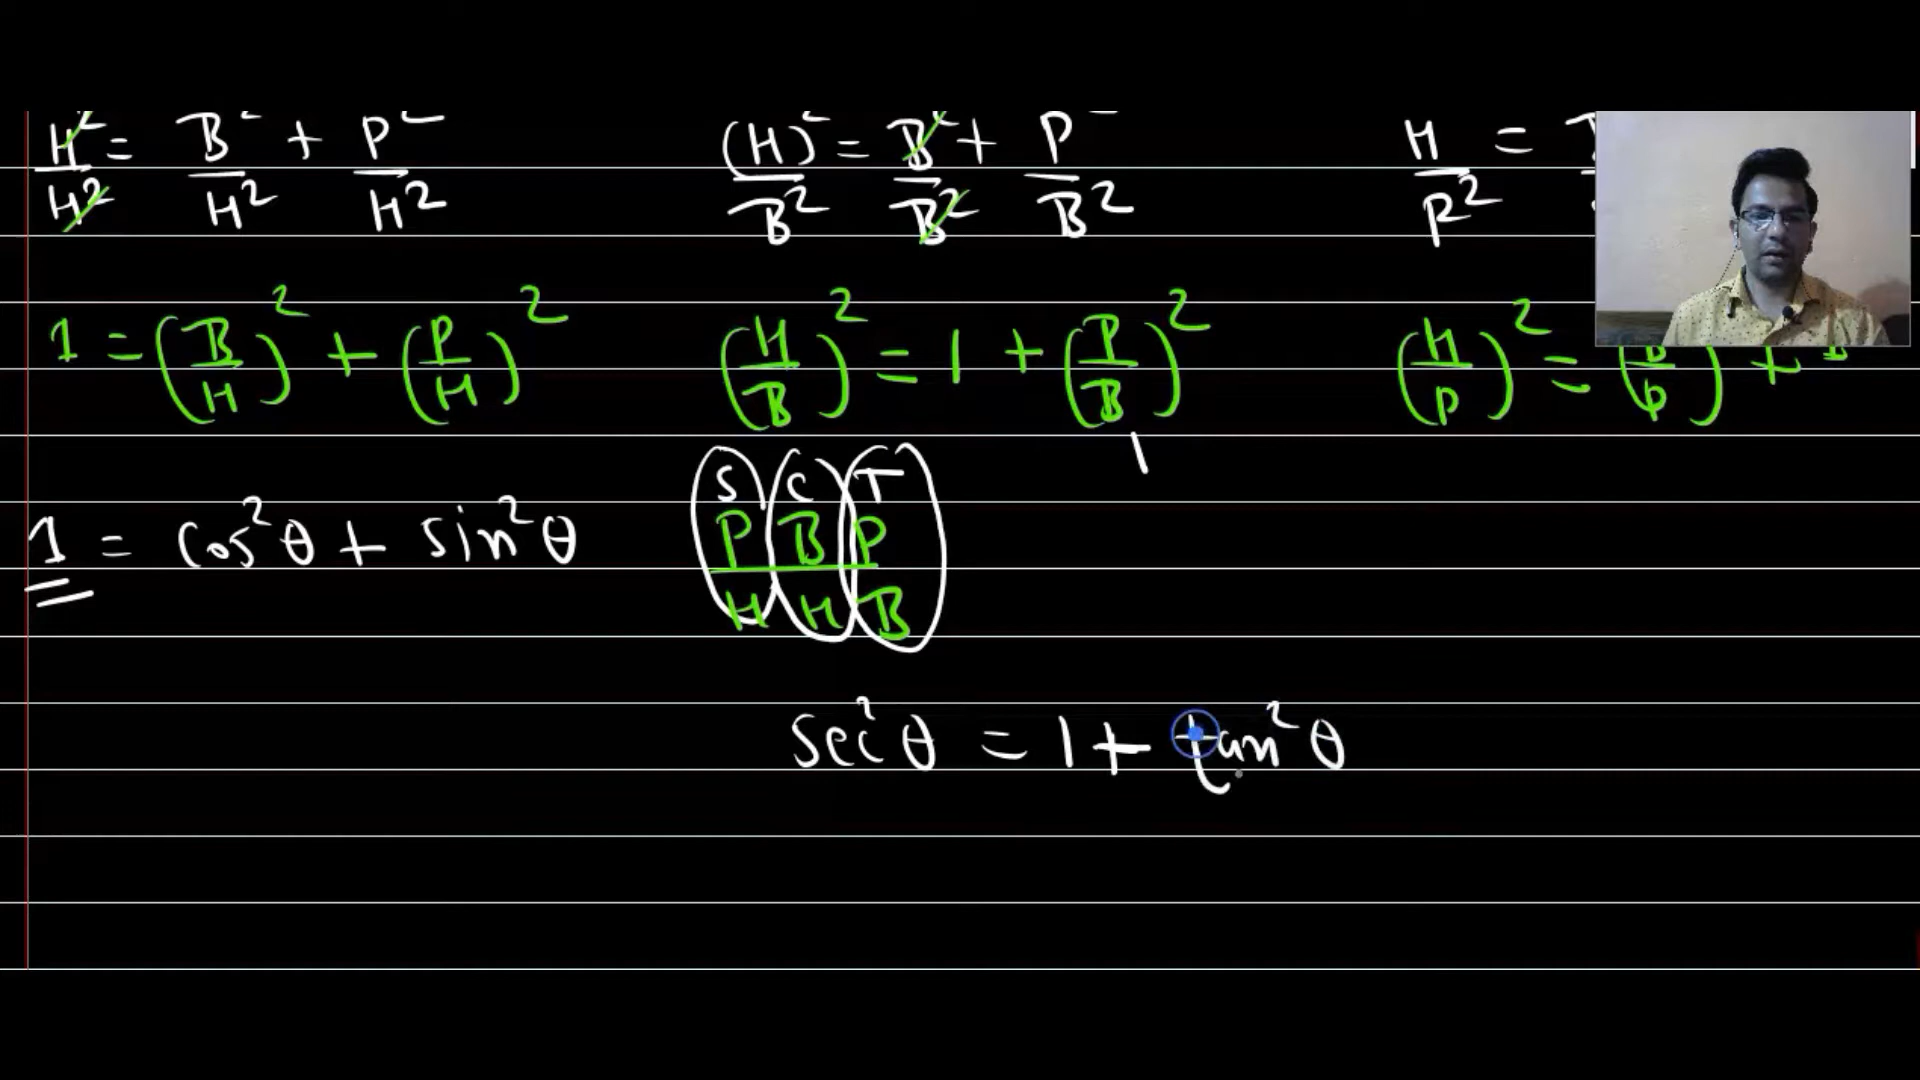 H²/H² = B²/H² + P²/H²
(H)²/B² = B²/B² + P²/B²
H/P² =
1 = (B/H)² + (P/H)²
(H/B)² = 1 + (P/B)²
(H/P)² = (B/P) +
S C T
P B P
H H B
1 = cos²θ + sin²θ
sec²θ = 1 + tan²θ